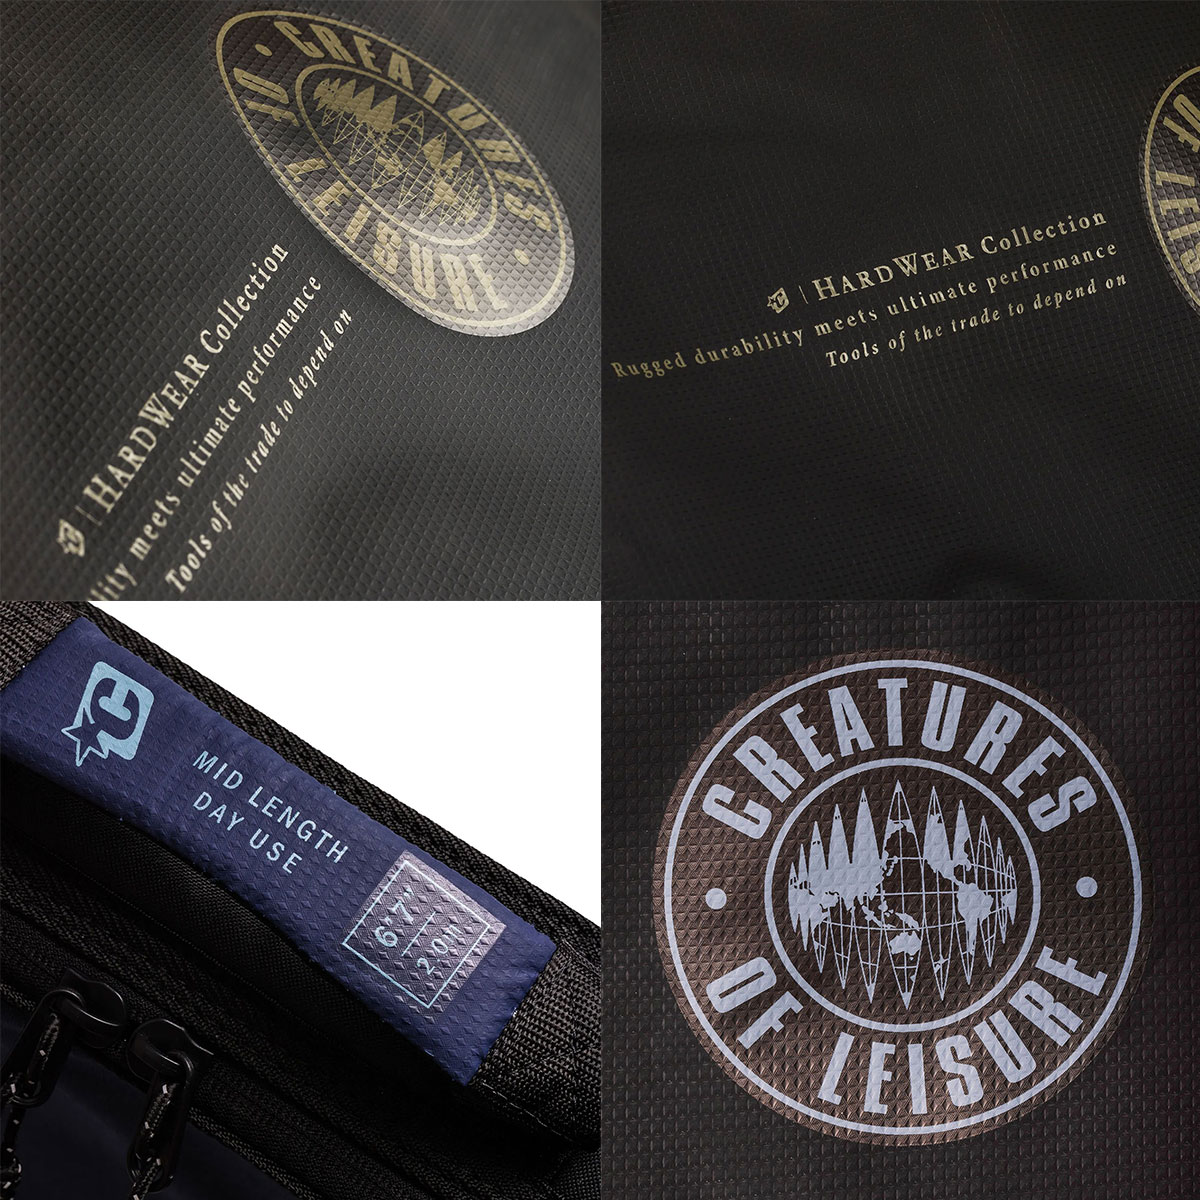 CREATURES
OF
LEISURE
HARDWEAR Collection
meets ultimate performance
Tools of the trade to depend on
OF
HARDWEAR Collection
Rugged durability meets ultimate performance
Tools of the trade to depend on
C
MID LENGTH
DAY USE
6'7"
20"
CREATURES
OF LEISURE